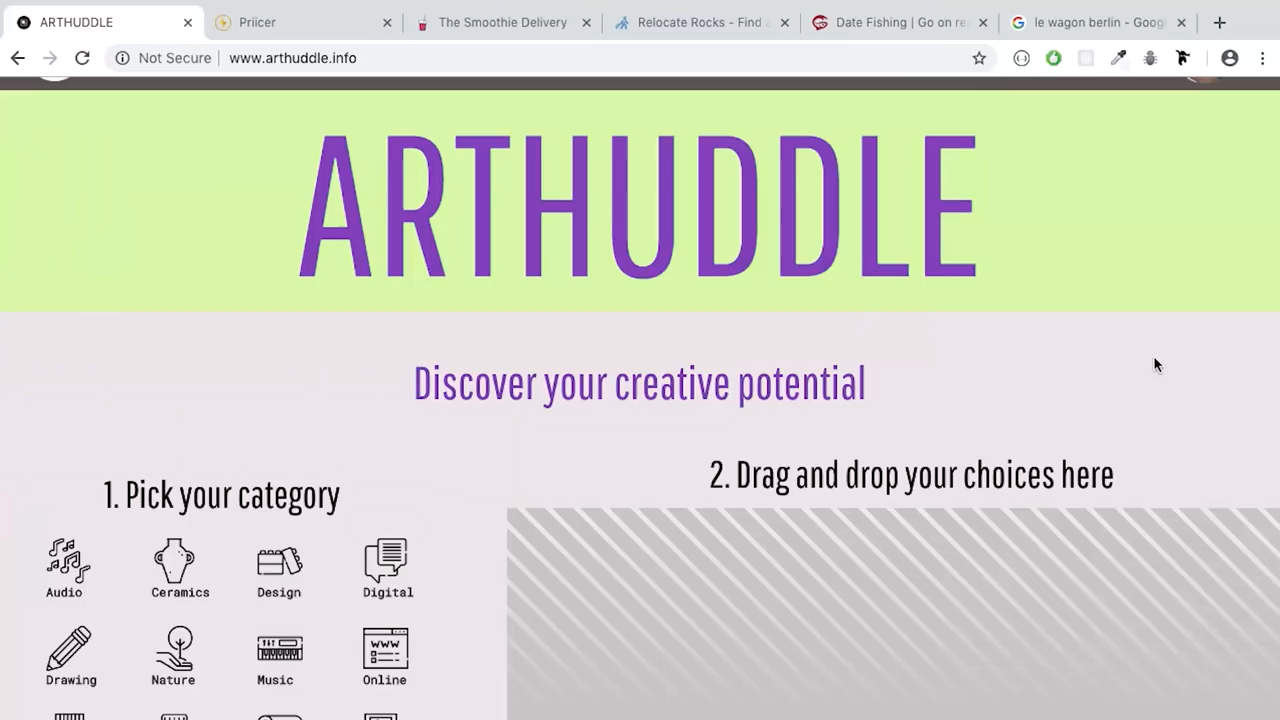 ARTHUDDLE
Priicer
The Smoothie Delivery
Relocate Rocks - Find
Date Fishing | Go on re
le wagon berlin - Goog
Not Secure
www.arthuddle.info
ARTHUDDLE
Discover your creative potential
1. Pick your category
2. Drag and drop your choices here
Audio
Ceramics
Design
Digital
WWW
Drawing
Nature
Music
Online